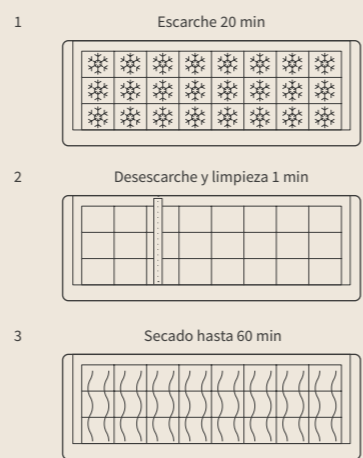 1 Escarche 20 min
2 Desescarche y limpieza 1 min
3 Secado hasta 60 min